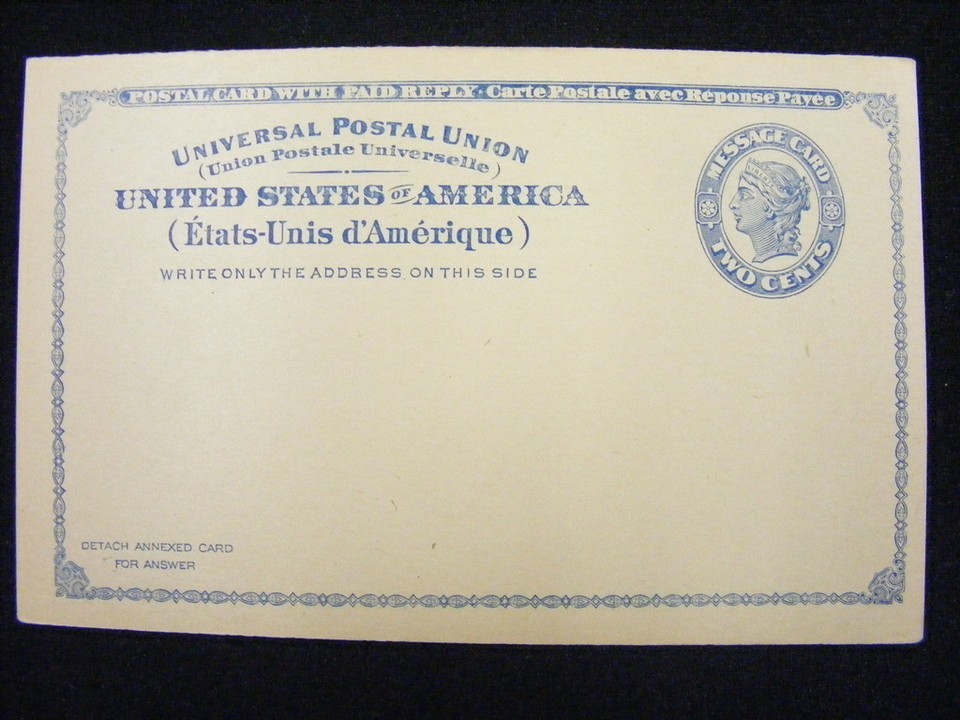 POSTAL CARD WITH PAID REPLY · Carte Postale avec Réponse Payée
UNIVERSAL POSTAL UNION
(Union Postale Universelle)
UNITED STATES OF AMERICA
(États-Unis d'Amérique)
WRITE ONLY THE ADDRESS ON THIS SIDE
MESSAGE CARD
TWO CENTS
DETACH ANNEXED CARD
FOR ANSWER